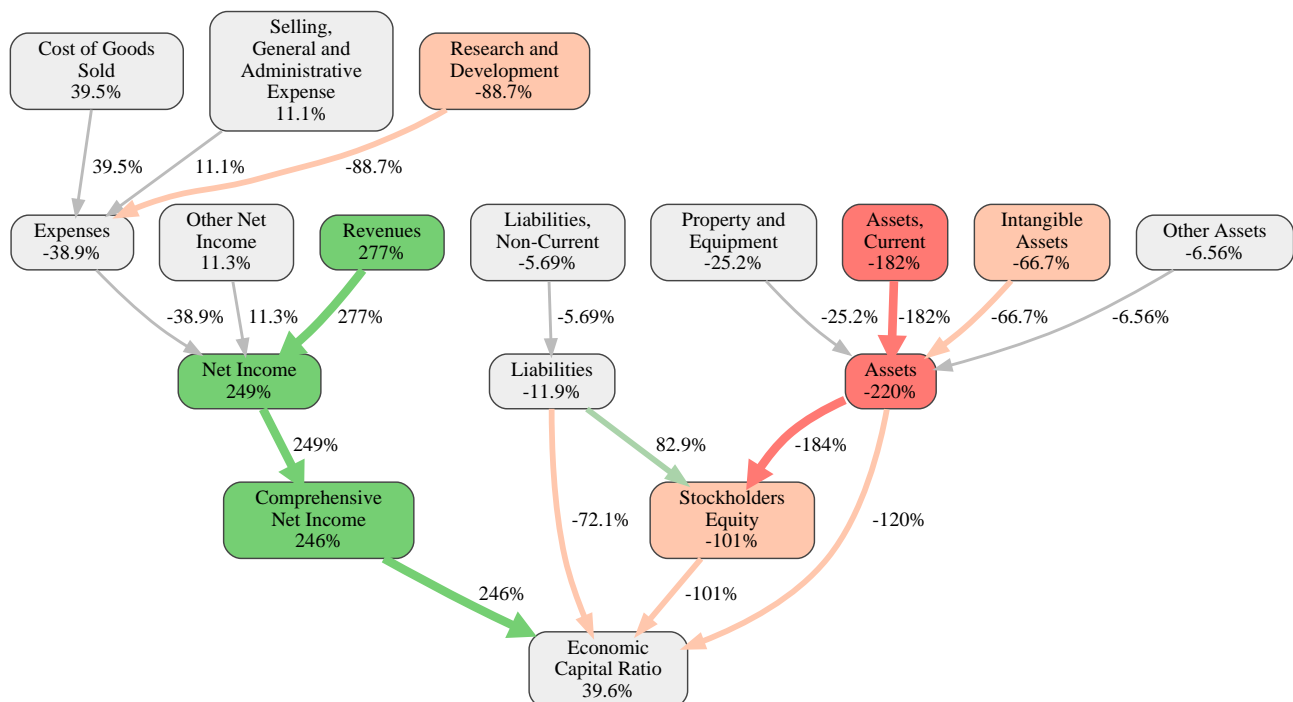 Cost of Goods
Sold
39.5%
Selling,
General and
Administrative
Expense
11.1%
Research and
Development
-88.7%
39.5%
11.1%
-88.7%
Expenses
-38.9%
Other Net
Income
11.3%
Revenues
277%
Liabilities,
Non-Current
-5.69%
Property and
Equipment
-25.2%
Assets,
Current
-182%
Intangible
Assets
-66.7%
Other Assets
-6.56%
-38.9%
11.3%
277%
-5.69%
-25.2%
-182%
-66.7%
-6.56%
Net Income
249%
Liabilities
-11.9%
Assets
-220%
249%
82.9%
-184%
Comprehensive
Net Income
246%
-72.1%
Stockholders
Equity
-101%
-120%
246%
-101%
Economic
Capital Ratio
39.6%